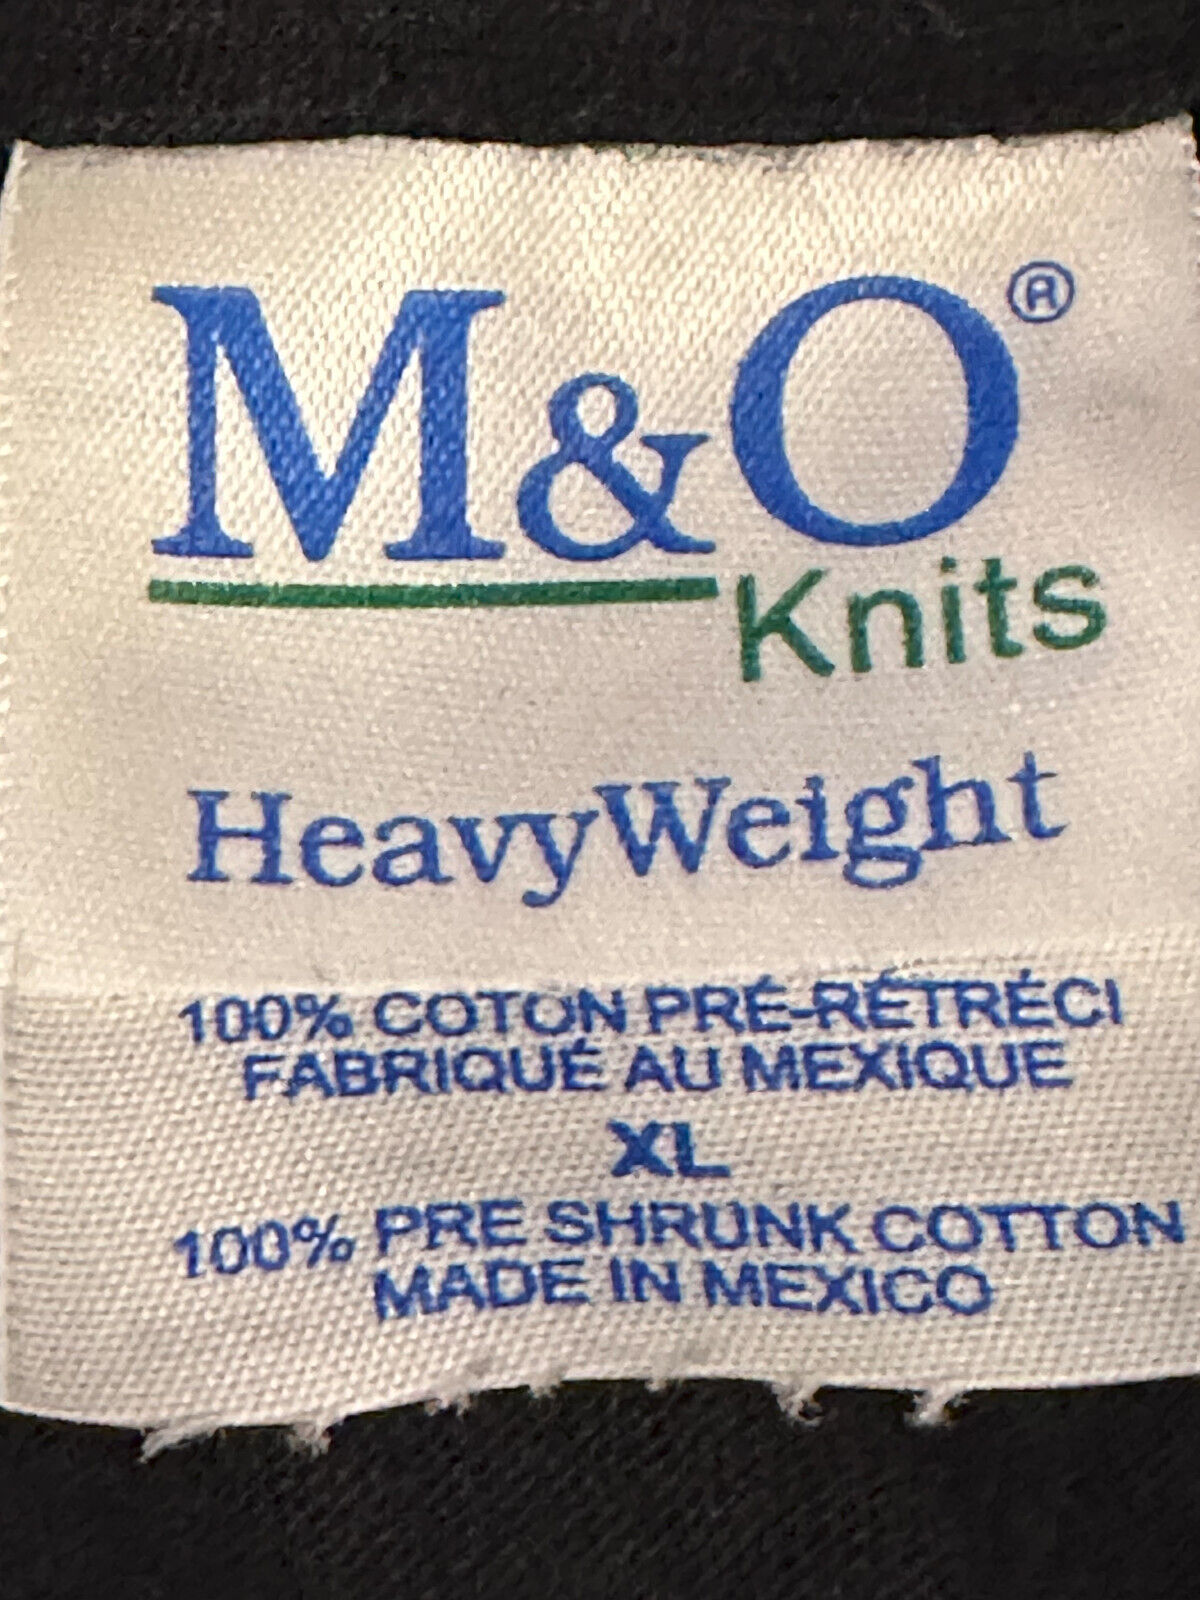 M&O®
Knits
HeavyWeight
100% COTON PRÉ-RÉTRÉCI
FABRIQUÉ AU MEXIQUE
XL
100% PRE SHRUNK COTTON
MADE IN MEXICO